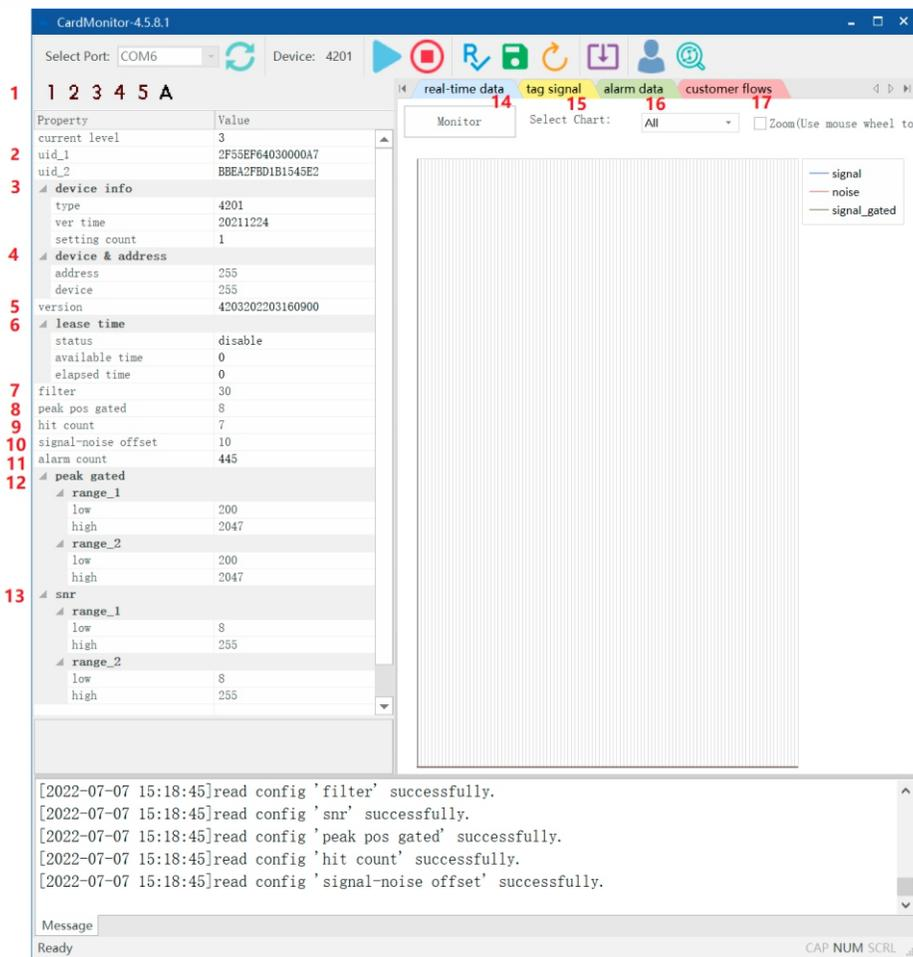 CardMonitor-4.5.8.1
Select Port: COM6 Device: 4201
1 1 2 3 4 5 A
real-time data tag signal alarm data customer flows
14 15 16 17
Monitor Select Chart: All Zoom(Use mouse wheel to
Property Value
current level 3
2 uid_1 2F55EF64030000A7
uid_2 BBEA2FBD1B1545E2
3 device info
type 4201
ver time 20211224
setting count 1
4 device & address
address 255
device 255
5 version 4203202203160900
6 lease time
status disable
available time 0
elapsed time 0
7 filter 30
8 peak pos gated 8
9 hit count 7
10 signal-noise offset 10
11 alarm count 445
12 peak gated
range_1
low 200
high 2047
range_2
low 200
high 2047
13 snr
range_1
low 8
high 255
range_2
low 8
high 255
signal
noise
signal_gated
[2022-07-07 15:18:45]read config 'filter' successfully.
[2022-07-07 15:18:45]read config 'snr' successfully.
[2022-07-07 15:18:45]read config 'peak pos gated' successfully.
[2022-07-07 15:18:45]read config 'hit count' successfully.
[2022-07-07 15:18:45]read config 'signal-noise offset' successfully.
Message
Ready CAP NUM SCRL